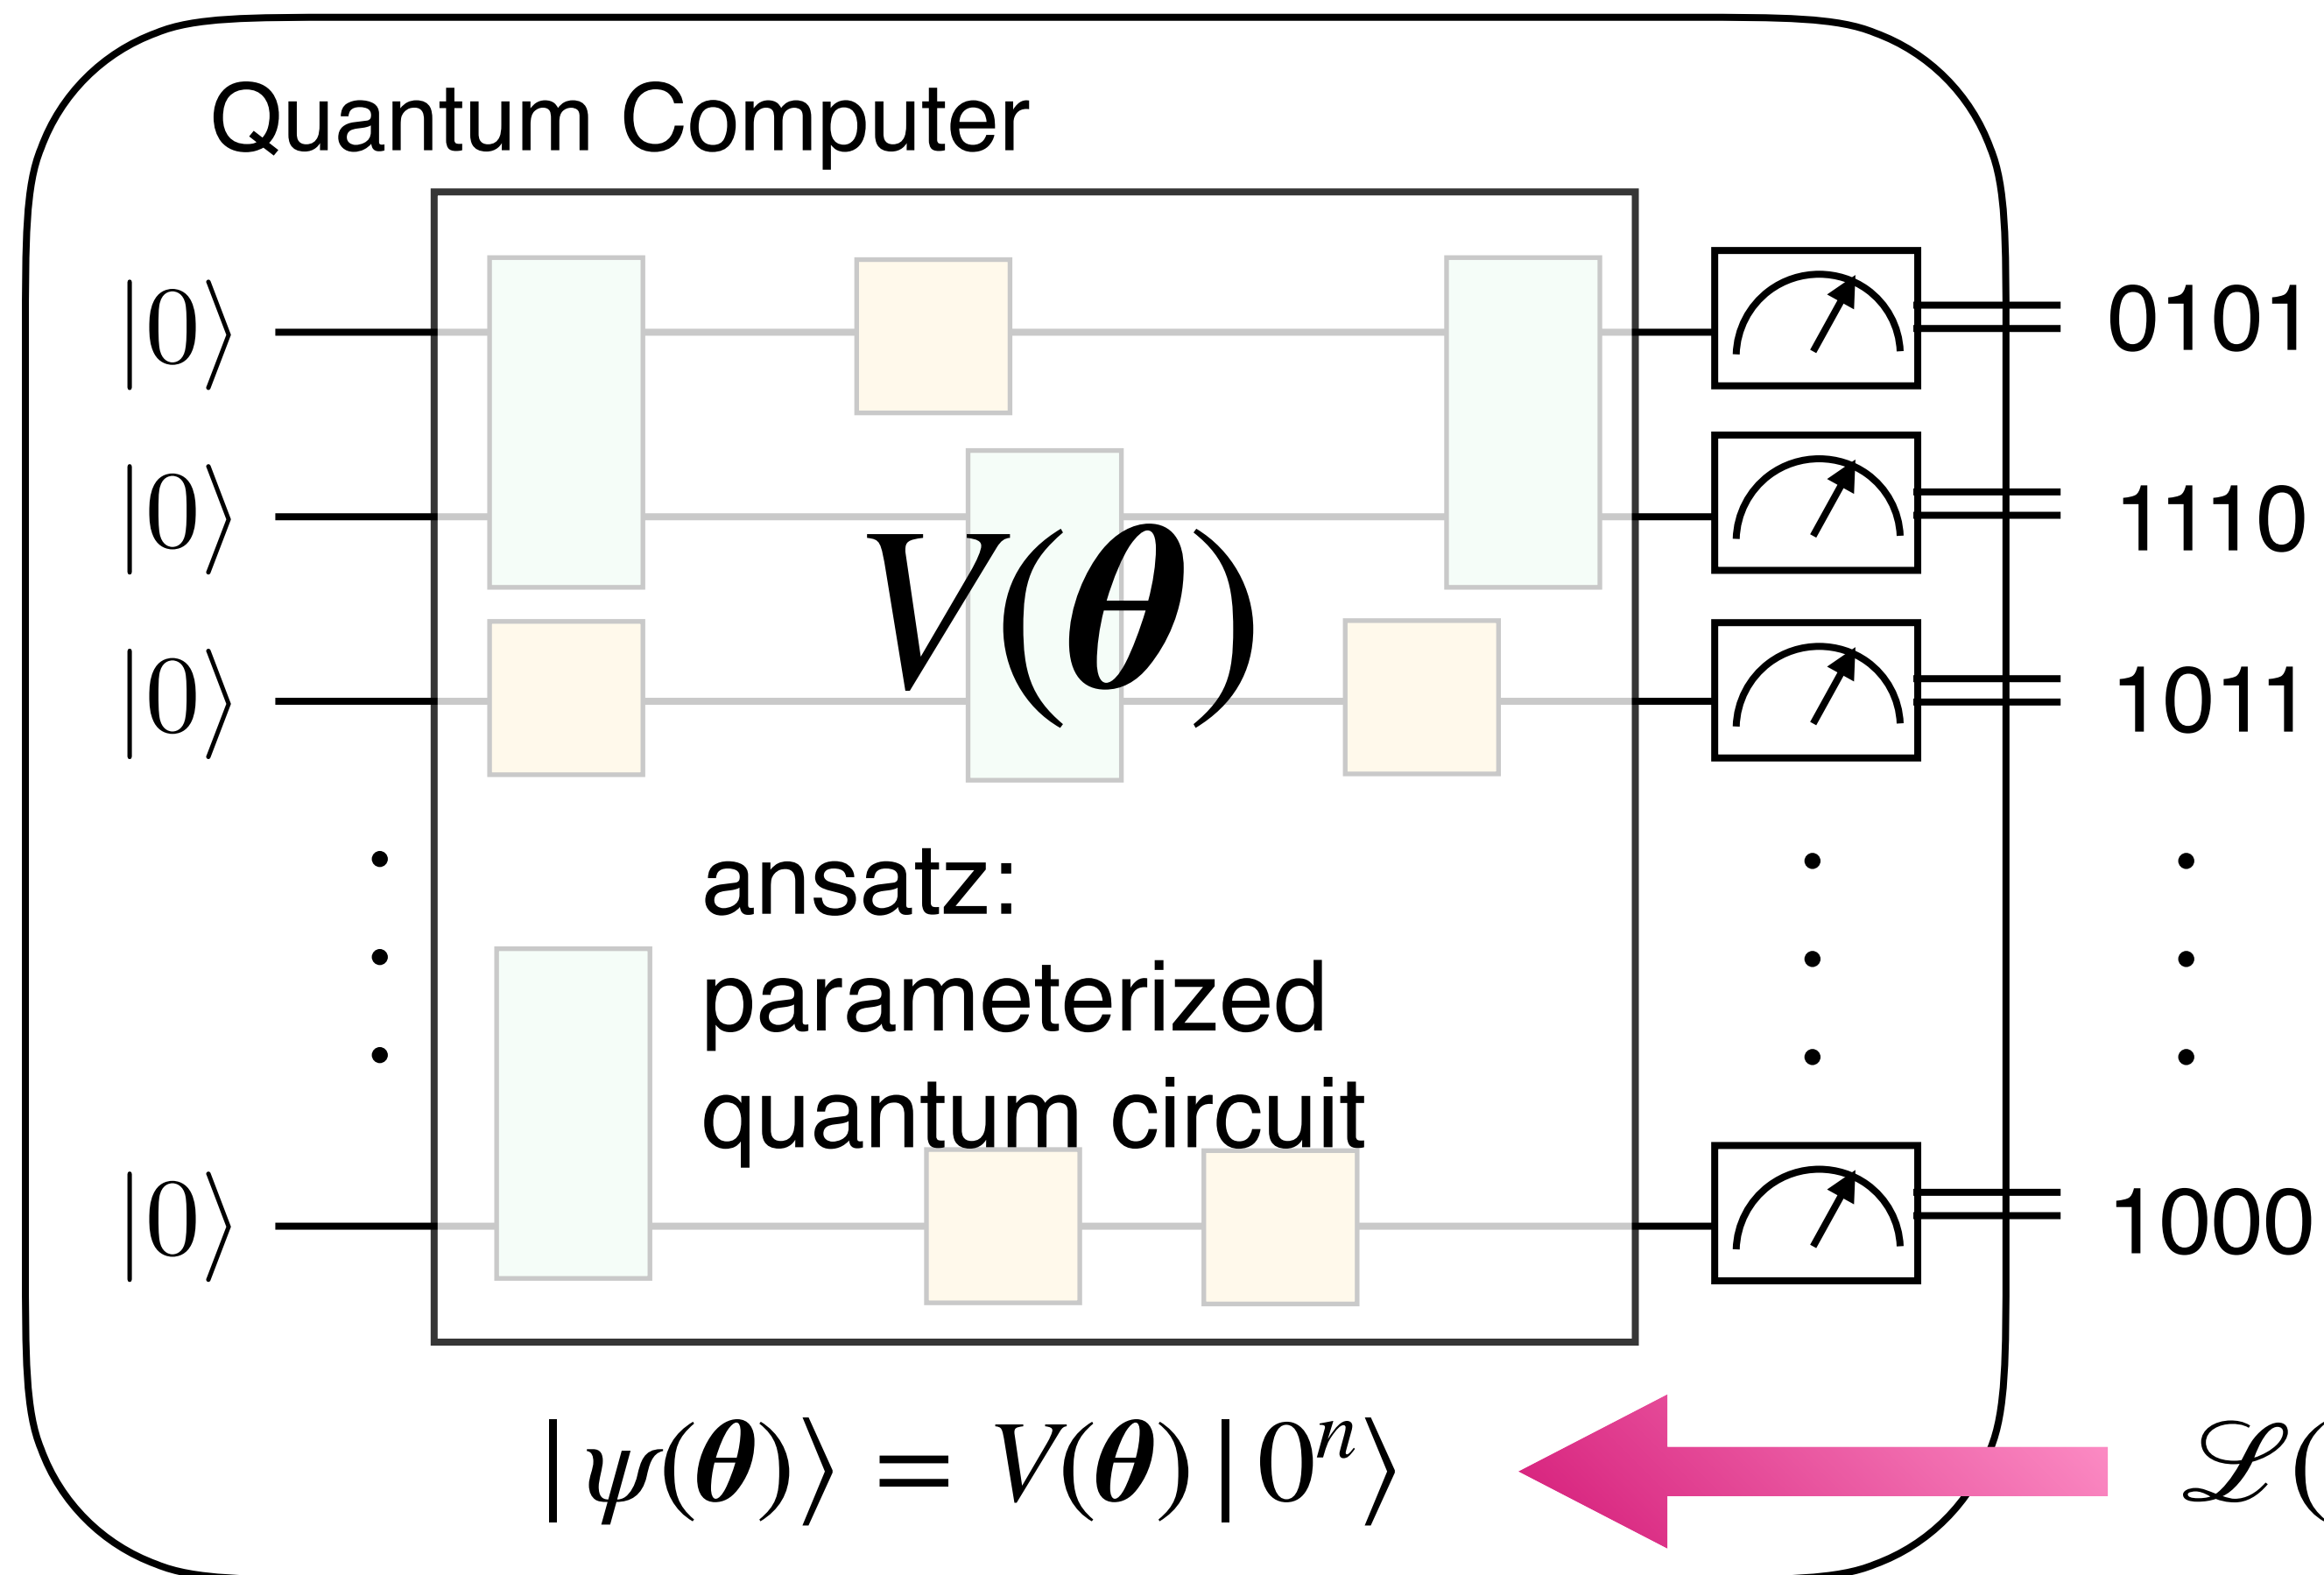 Quantum Computer
|0⟩ 0101
|0⟩ 1110
V(θ)
|0⟩ 1011
ansatz:
parameterized
quantum circuit
|0⟩ 1000
|ψ(θ)⟩ = V(θ)|0ⁿ⟩ ℒ(